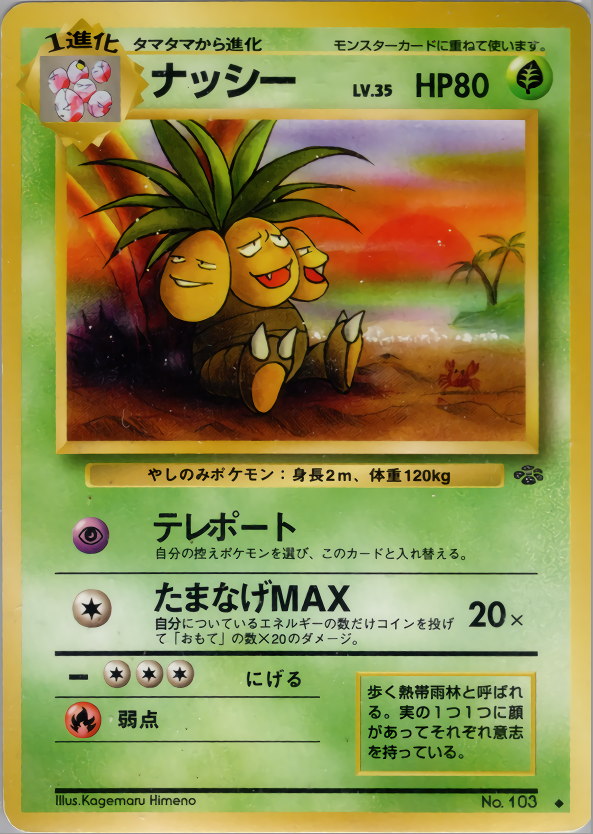 1進化
タマタマから進化
モンスターカードに重ねて使います。
ナッシー LV.35 HP80
やしのみポケモン：身長2m、体重120kg
テレポート
自分の控えポケモンを選び、このカードと入れ替える。
たまなげMAX 20×
自分についているエネルギーの数だけコインを投げ
て「おもて」の数×20のダメージ。
ー にげる
弱点
歩く熱帯雨林と呼ばれ
る。実の1つ1つに顔
があってそれぞれ意志
を持っている。
Illus.Kagemaru Himeno No. 103